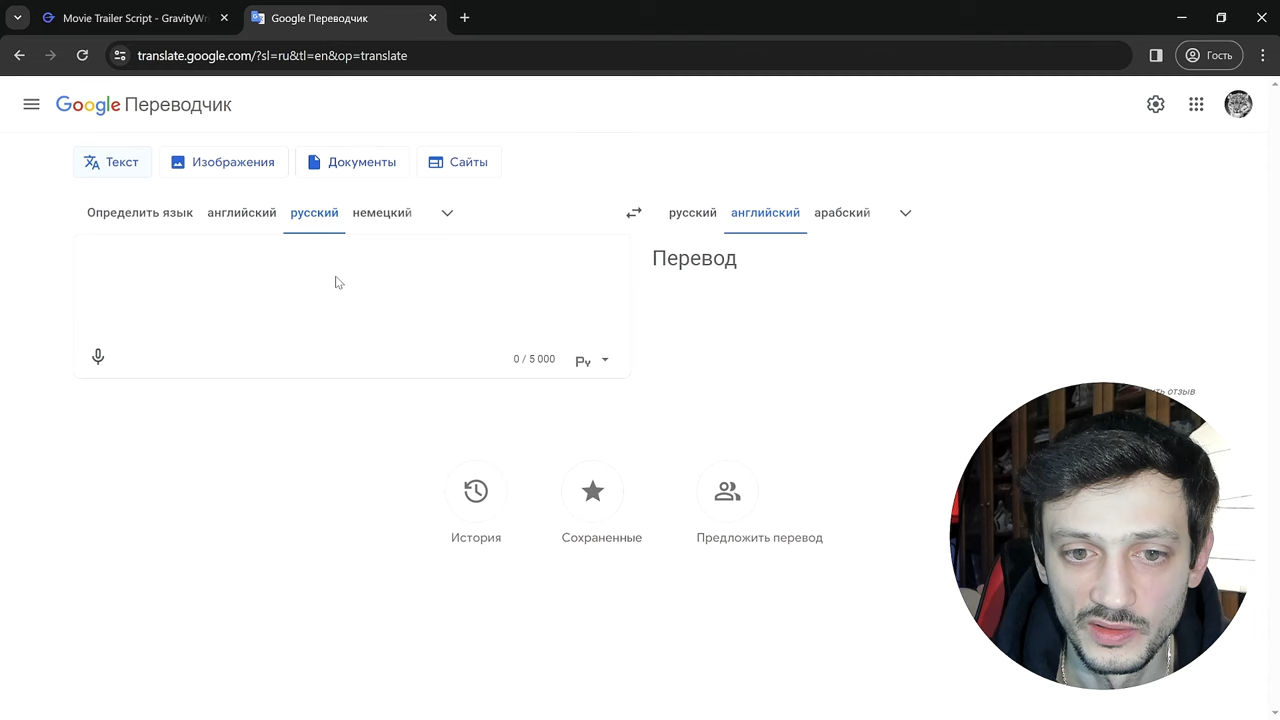 Movie Trailer Script - GravityWri
Google Переводчик
translate.google.com/?sl=ru&tl=en&op=translate
Гость
Google Переводчик
Текст
Изображения
Документы
Сайты
Определить язык
английский
русский
немецкий
русский
английский
арабский
Перевод
0 / 5 000
Ру
отзыв
История
Сохраненные
Предложить перевод